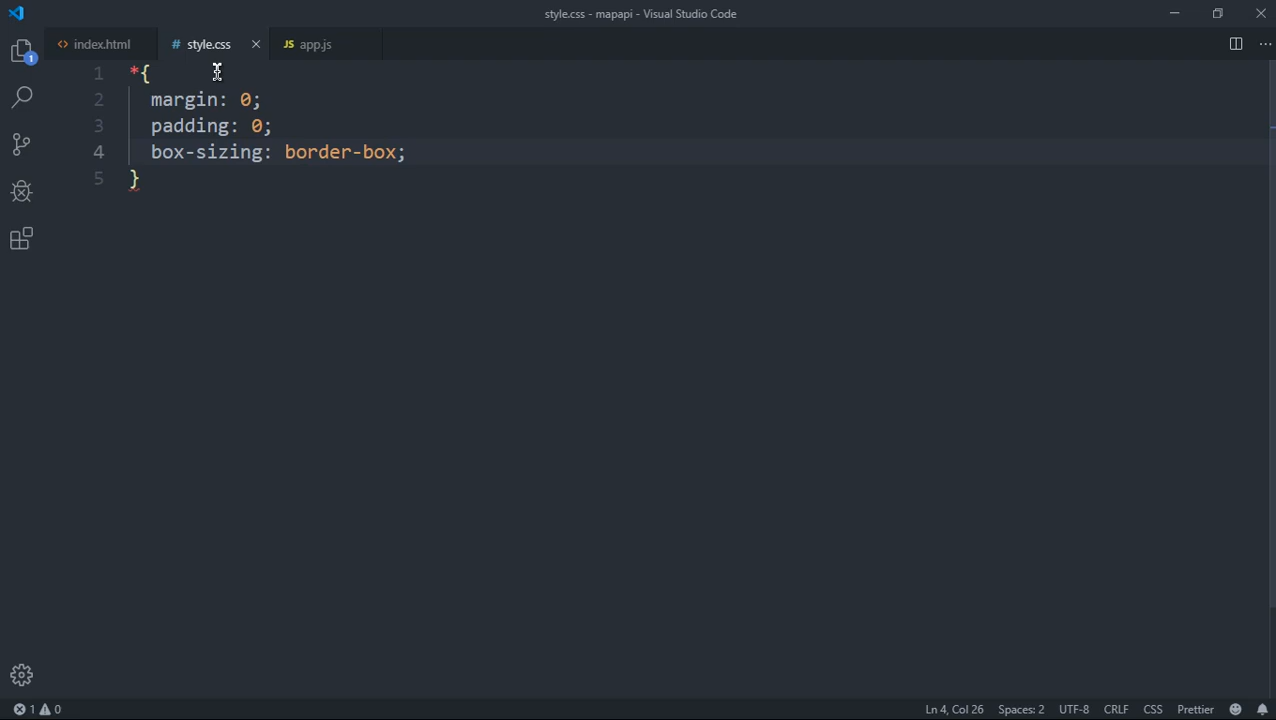 style.css - mapapi - Visual Studio Code
<> index.html
# style.css
JS app.js
1
1 *{
2 margin: 0;
3 padding: 0;
4 box-sizing: border-box;
5 }
1 0
Ln 4, Col 26 Spaces: 2 UTF-8 CRLF CSS Prettier